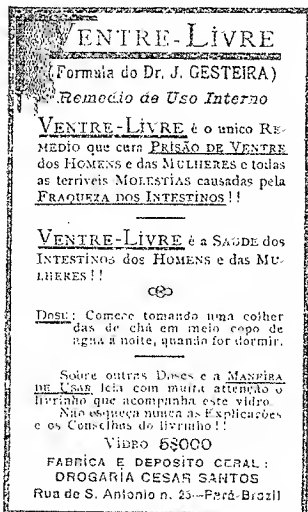 VENTRE-LIVRE
(Formula do Dr. J. GESTEIRA)
Remedio de Uso Interno
VENTRE-LIVRE é o unico RE-
MEDIO que cura PRISÃO DE VENTRE
dos HOMENS e das MULHERES e todas
as terriveis MOLESTIAS causadas pela
FRAQUEZA DOS INTESTINOS!!
VENTRE-LIVRE é a SAUDE dos
INTESTINOS dos HOMENS e das MU-
LHERES!!
DOSE: Comece tomando uma colher
das de chá em meio copo de
agua á noite, quando for dormir.
Sobre outras Doses e a MANEIRA
DE USAR leia com muita attenção o
livrinho que acompanha este vidro.
Não esqueça nunca as Explicações
e os Conselhos do livrinho!!
VIDRO
FABRICA E DEPOSITO GERAL:
DROGARIA CESAR SANTOS
Rua de S. Antonio n. 25—Pará-Brazil